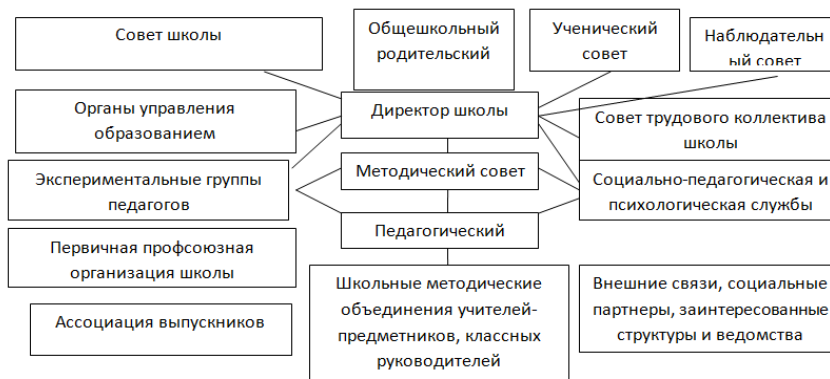 Совет школы
Общешкольный
родительский
Ученический
совет
Наблюдательн
ый совет
Органы управления
образованием
Директор школы
Совет трудового коллектива
школы
Экспериментальные группы
педагогов
Методический совет
Социально-педагогическая и
психологическая службы
Педагогический
Первичная профсоюзная
организация школы
Школьные методические
объединения учителей-
предметников, классных
руководителей
Внешние связи, социальные
партнеры, заинтересованные
структуры и ведомства
Ассоциация выпускников